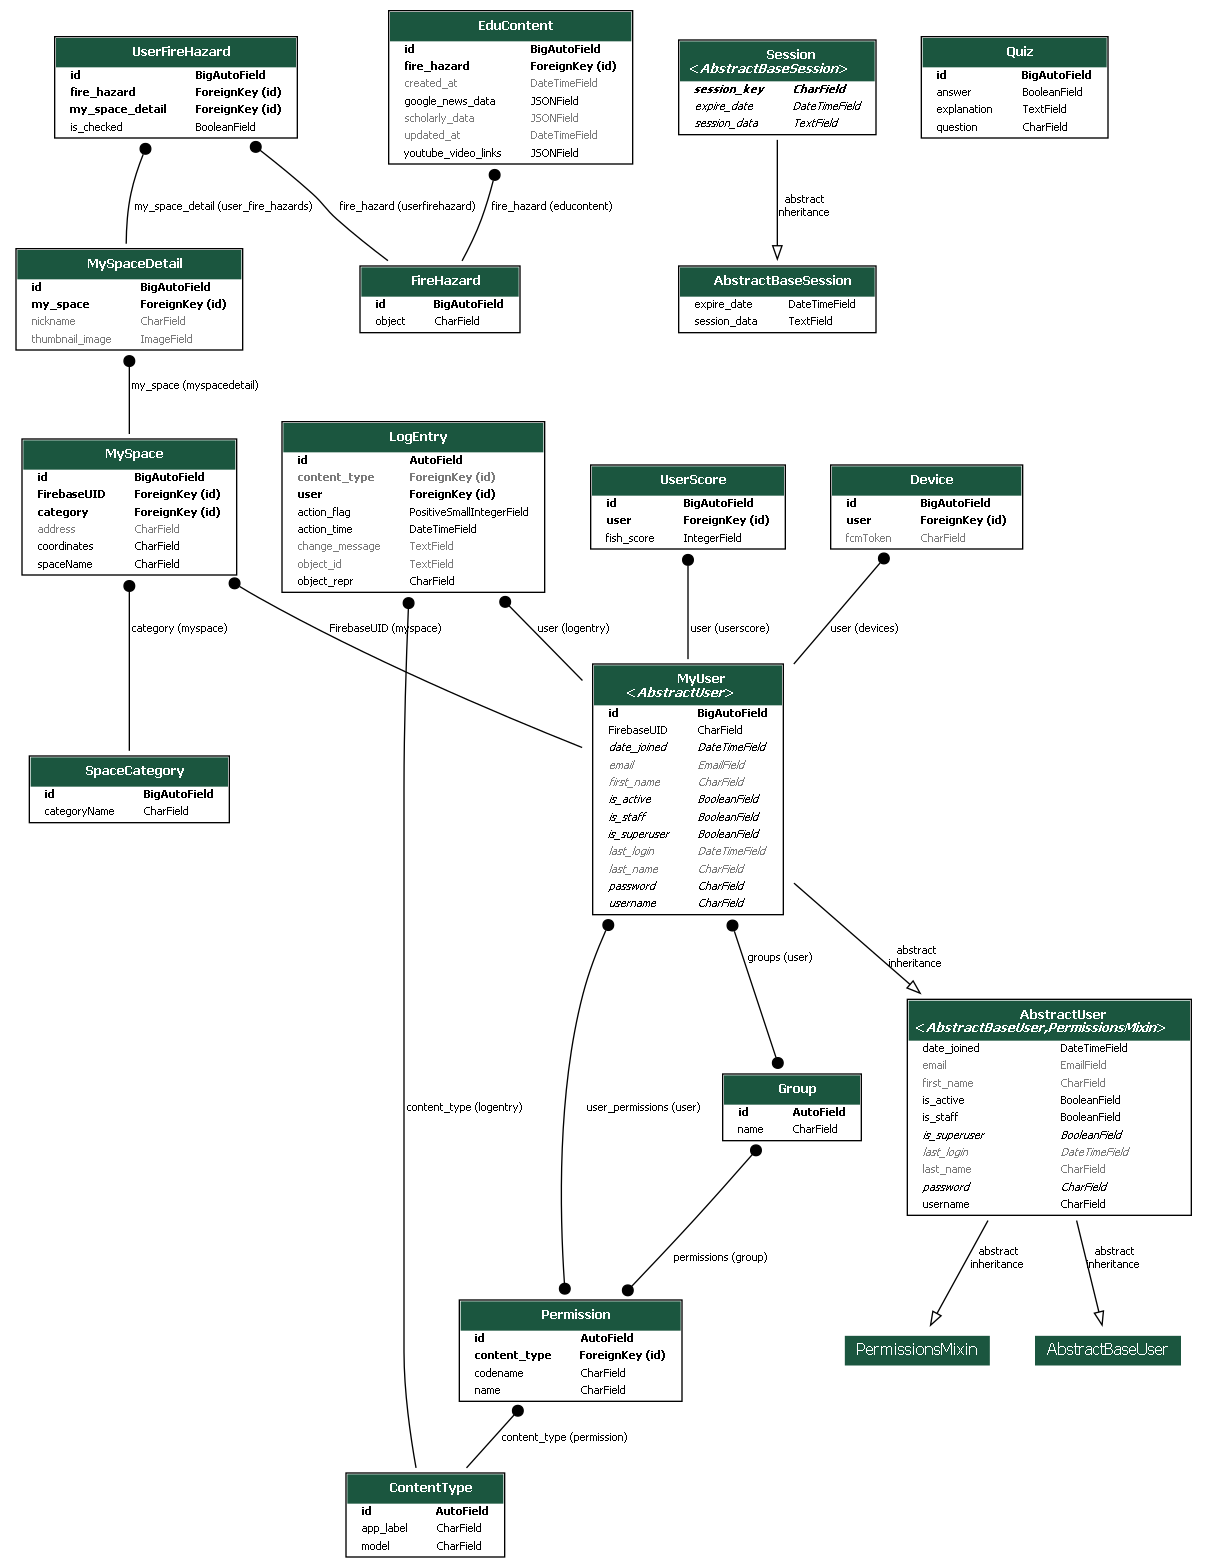 EduContent
id BigAutoField
fire_hazard ForeignKey (id)
created_at DateTimeField
google_news_data JSONField
scholarly_data JSONField
updated_at DateTimeField
youtube_video_links JSONField
UserFireHazard
id BigAutoField
fire_hazard ForeignKey (id)
my_space_detail ForeignKey (id)
is_checked BooleanField
Session
<AbstractBaseSession>
session_key CharField
expire_date DateTimeField
session_data TextField
Quiz
id BigAutoField
answer BooleanField
explanation TextField
question CharField
my_space_detail (user_fire_hazards)
fire_hazard (userfirehazard)
fire_hazard (educontent)
abstract
inheritance
MySpaceDetail
id BigAutoField
my_space ForeignKey (id)
nickname CharField
thumbnail_image ImageField
FireHazard
id BigAutoField
object CharField
AbstractBaseSession
expire_date DateTimeField
session_data TextField
my_space (myspacedetail)
MySpace
id BigAutoField
FirebaseUID ForeignKey (id)
category ForeignKey (id)
address CharField
coordinates CharField
spaceName CharField
LogEntry
id AutoField
content_type ForeignKey (id)
user ForeignKey (id)
action_flag PositiveSmallIntegerField
action_time DateTimeField
change_message TextField
object_id TextField
object_repr CharField
UserScore
id BigAutoField
user ForeignKey (id)
fish_score IntegerField
Device
id BigAutoField
user ForeignKey (id)
fcmToken CharField
category (myspace)
FirebaseUID (myspace)
user (logentry)
user (userscore)
user (devices)
MyUser
<AbstractUser>
id BigAutoField
FirebaseUID CharField
date_joined DateTimeField
email EmailField
first_name CharField
is_active BooleanField
is_staff BooleanField
is_superuser BooleanField
last_login DateTimeField
last_name CharField
password CharField
username CharField
SpaceCategory
id BigAutoField
categoryName CharField
groups (user)
abstract
inheritance
AbstractUser
<AbstractBaseUser,PermissionsMixin>
date_joined DateTimeField
email EmailField
first_name CharField
is_active BooleanField
is_staff BooleanField
is_superuser BooleanField
last_login DateTimeField
last_name CharField
password CharField
username CharField
Group
id AutoField
name CharField
content_type (logentry)
user_permissions (user)
permissions (group)
abstract
inheritance
abstract
inheritance
Permission
id AutoField
content_type ForeignKey (id)
codename CharField
name CharField
PermissionsMixin
AbstractBaseUser
content_type (permission)
ContentType
id AutoField
app_label CharField
model CharField